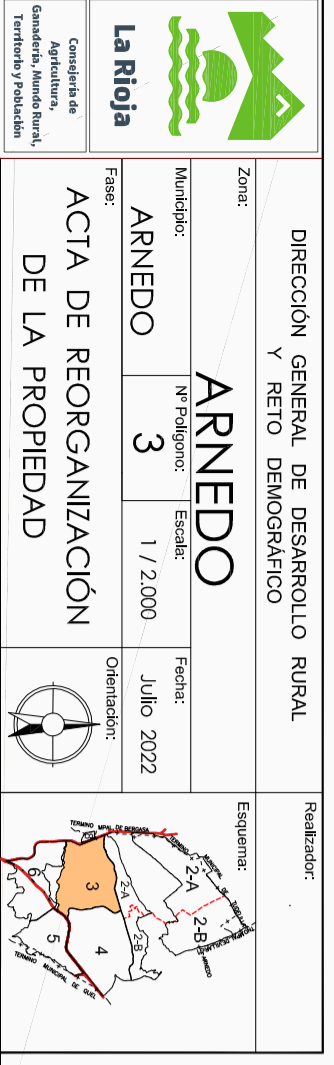 La Rioja
Consejería de
Agricultura,
Ganadería, Mundo Rural,
Territorio y Población
DIRECCIÓN GENERAL DE DESARROLLO RURAL
Y RETO DEMOGRÁFICO
Zona:
ARNEDO
Municipio:
ARNEDO
Nº Polígono:
3
Escala:
1 / 2.000
Fecha:
Julio 2022
Fase:
ACTA DE REORGANIZACIÓN
DE LA PROPIEDAD
Orientación:
Realizador:
Esquema:
TERMINO MPAL DE BERGASA
MUNICIPAL DE
2-A
2-B
2-A
2-B
3
4
5
6
TERMINO MUNICIPAL DE QUEL